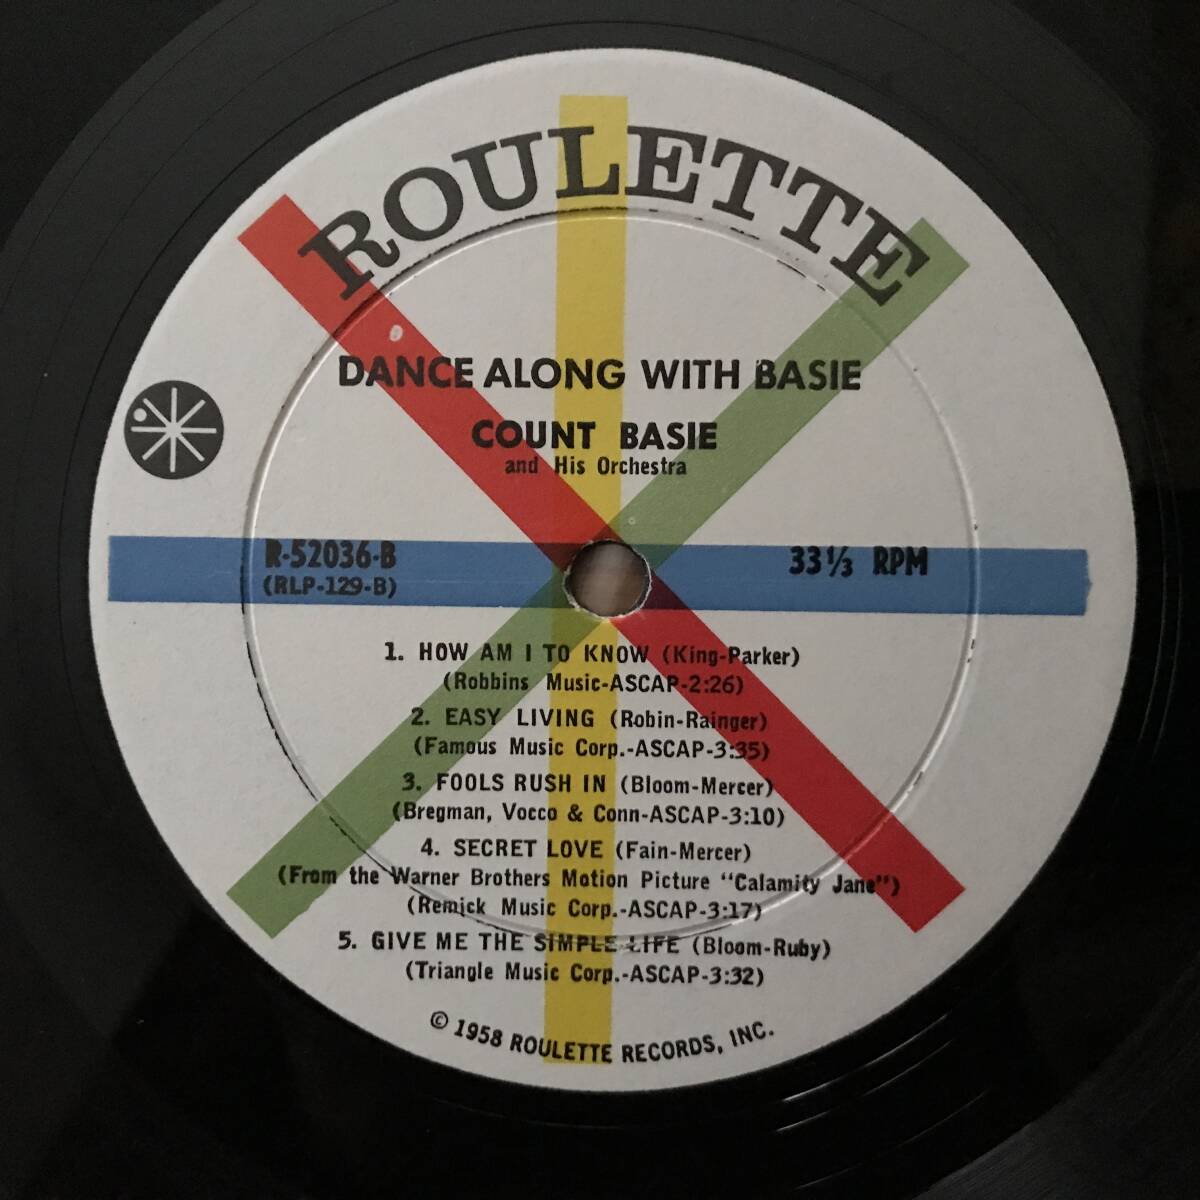 ROULETTE
DANCE ALONG WITH BASIE
COUNT BASIE
and His Orchestra
R-52036-B
(RLP-129-B)
33 1/3 RPM
1. HOW AM I TO KNOW (King-Parker)
(Robbins Music-ASCAP-2:26)
2. EASY LIVING (Robin-Rainger)
(Famous Music Corp.-ASCAP-3:35)
3. FOOLS RUSH IN (Bloom-Mercer)
(Bregman, Vocco & Conn-ASCAP-3:10)
4. SECRET LOVE (Fain-Mercer)
(From the Warner Brothers Motion Picture "Calamity Jane")
(Remick Music Corp.-ASCAP-3:17)
5. GIVE ME THE SIMPLE LIFE (Bloom-Ruby)
(Triangle Music Corp.-ASCAP-3:32)
© 1958 ROULETTE RECORDS, INC.